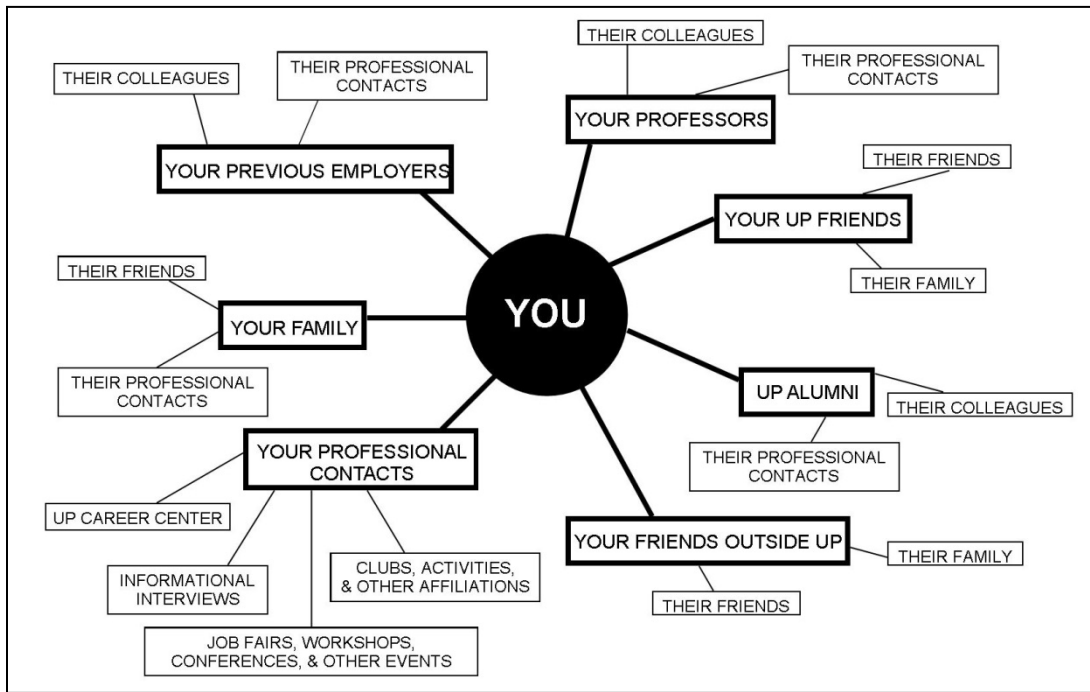 THEIR COLLEAGUES
THEIR PROFESSIONAL
CONTACTS
YOUR PREVIOUS EMPLOYERS
THEIR COLLEAGUES
THEIR PROFESSIONAL
CONTACTS
YOUR PROFESSORS
THEIR FRIENDS
YOUR UP FRIENDS
THEIR FAMILY
YOU
THEIR FRIENDS
YOUR FAMILY
THEIR PROFESSIONAL
CONTACTS
UP ALUMNI
THEIR COLLEAGUES
THEIR PROFESSIONAL
CONTACTS
YOUR PROFESSIONAL
CONTACTS
UP CAREER CENTER
INFORMATIONAL
INTERVIEWS
CLUBS, ACTIVITIES,
& OTHER AFFILIATIONS
JOB FAIRS, WORKSHOPS,
CONFERENCES, & OTHER EVENTS
YOUR FRIENDS OUTSIDE UP
THEIR FAMILY
THEIR FRIENDS